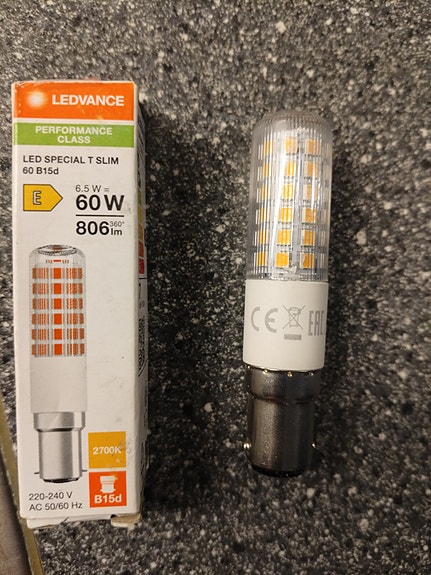 LEDVANCE
PERFORMANCE
CLASS
LED SPECIAL T SLIM
60 B15d
E
6.5 W =
60 W
806 360° lm
2700K
B15d
220-240 V
AC 50/60 Hz
CE EAC